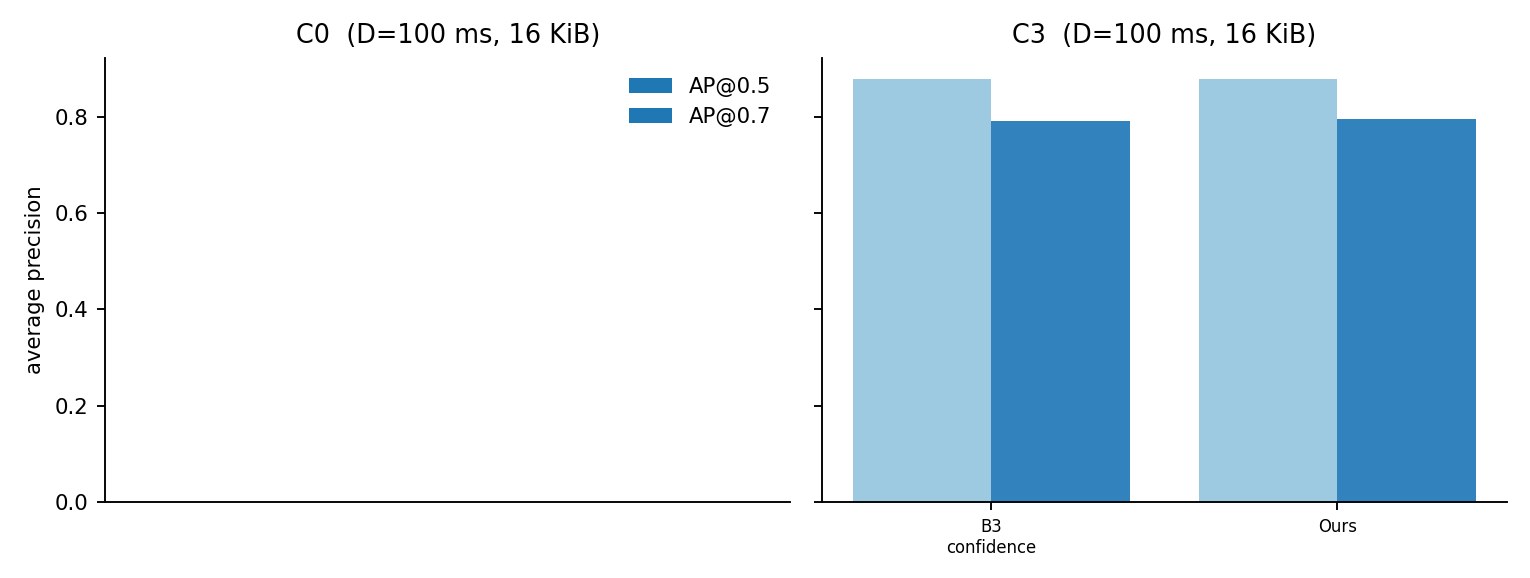 C0  (D=100 ms, 16 KiB)
AP@0.5
AP@0.7
average precision
0.8
0.6
0.4
0.2
0.0
C3  (D=100 ms, 16 KiB)
B3
confidence
Ours